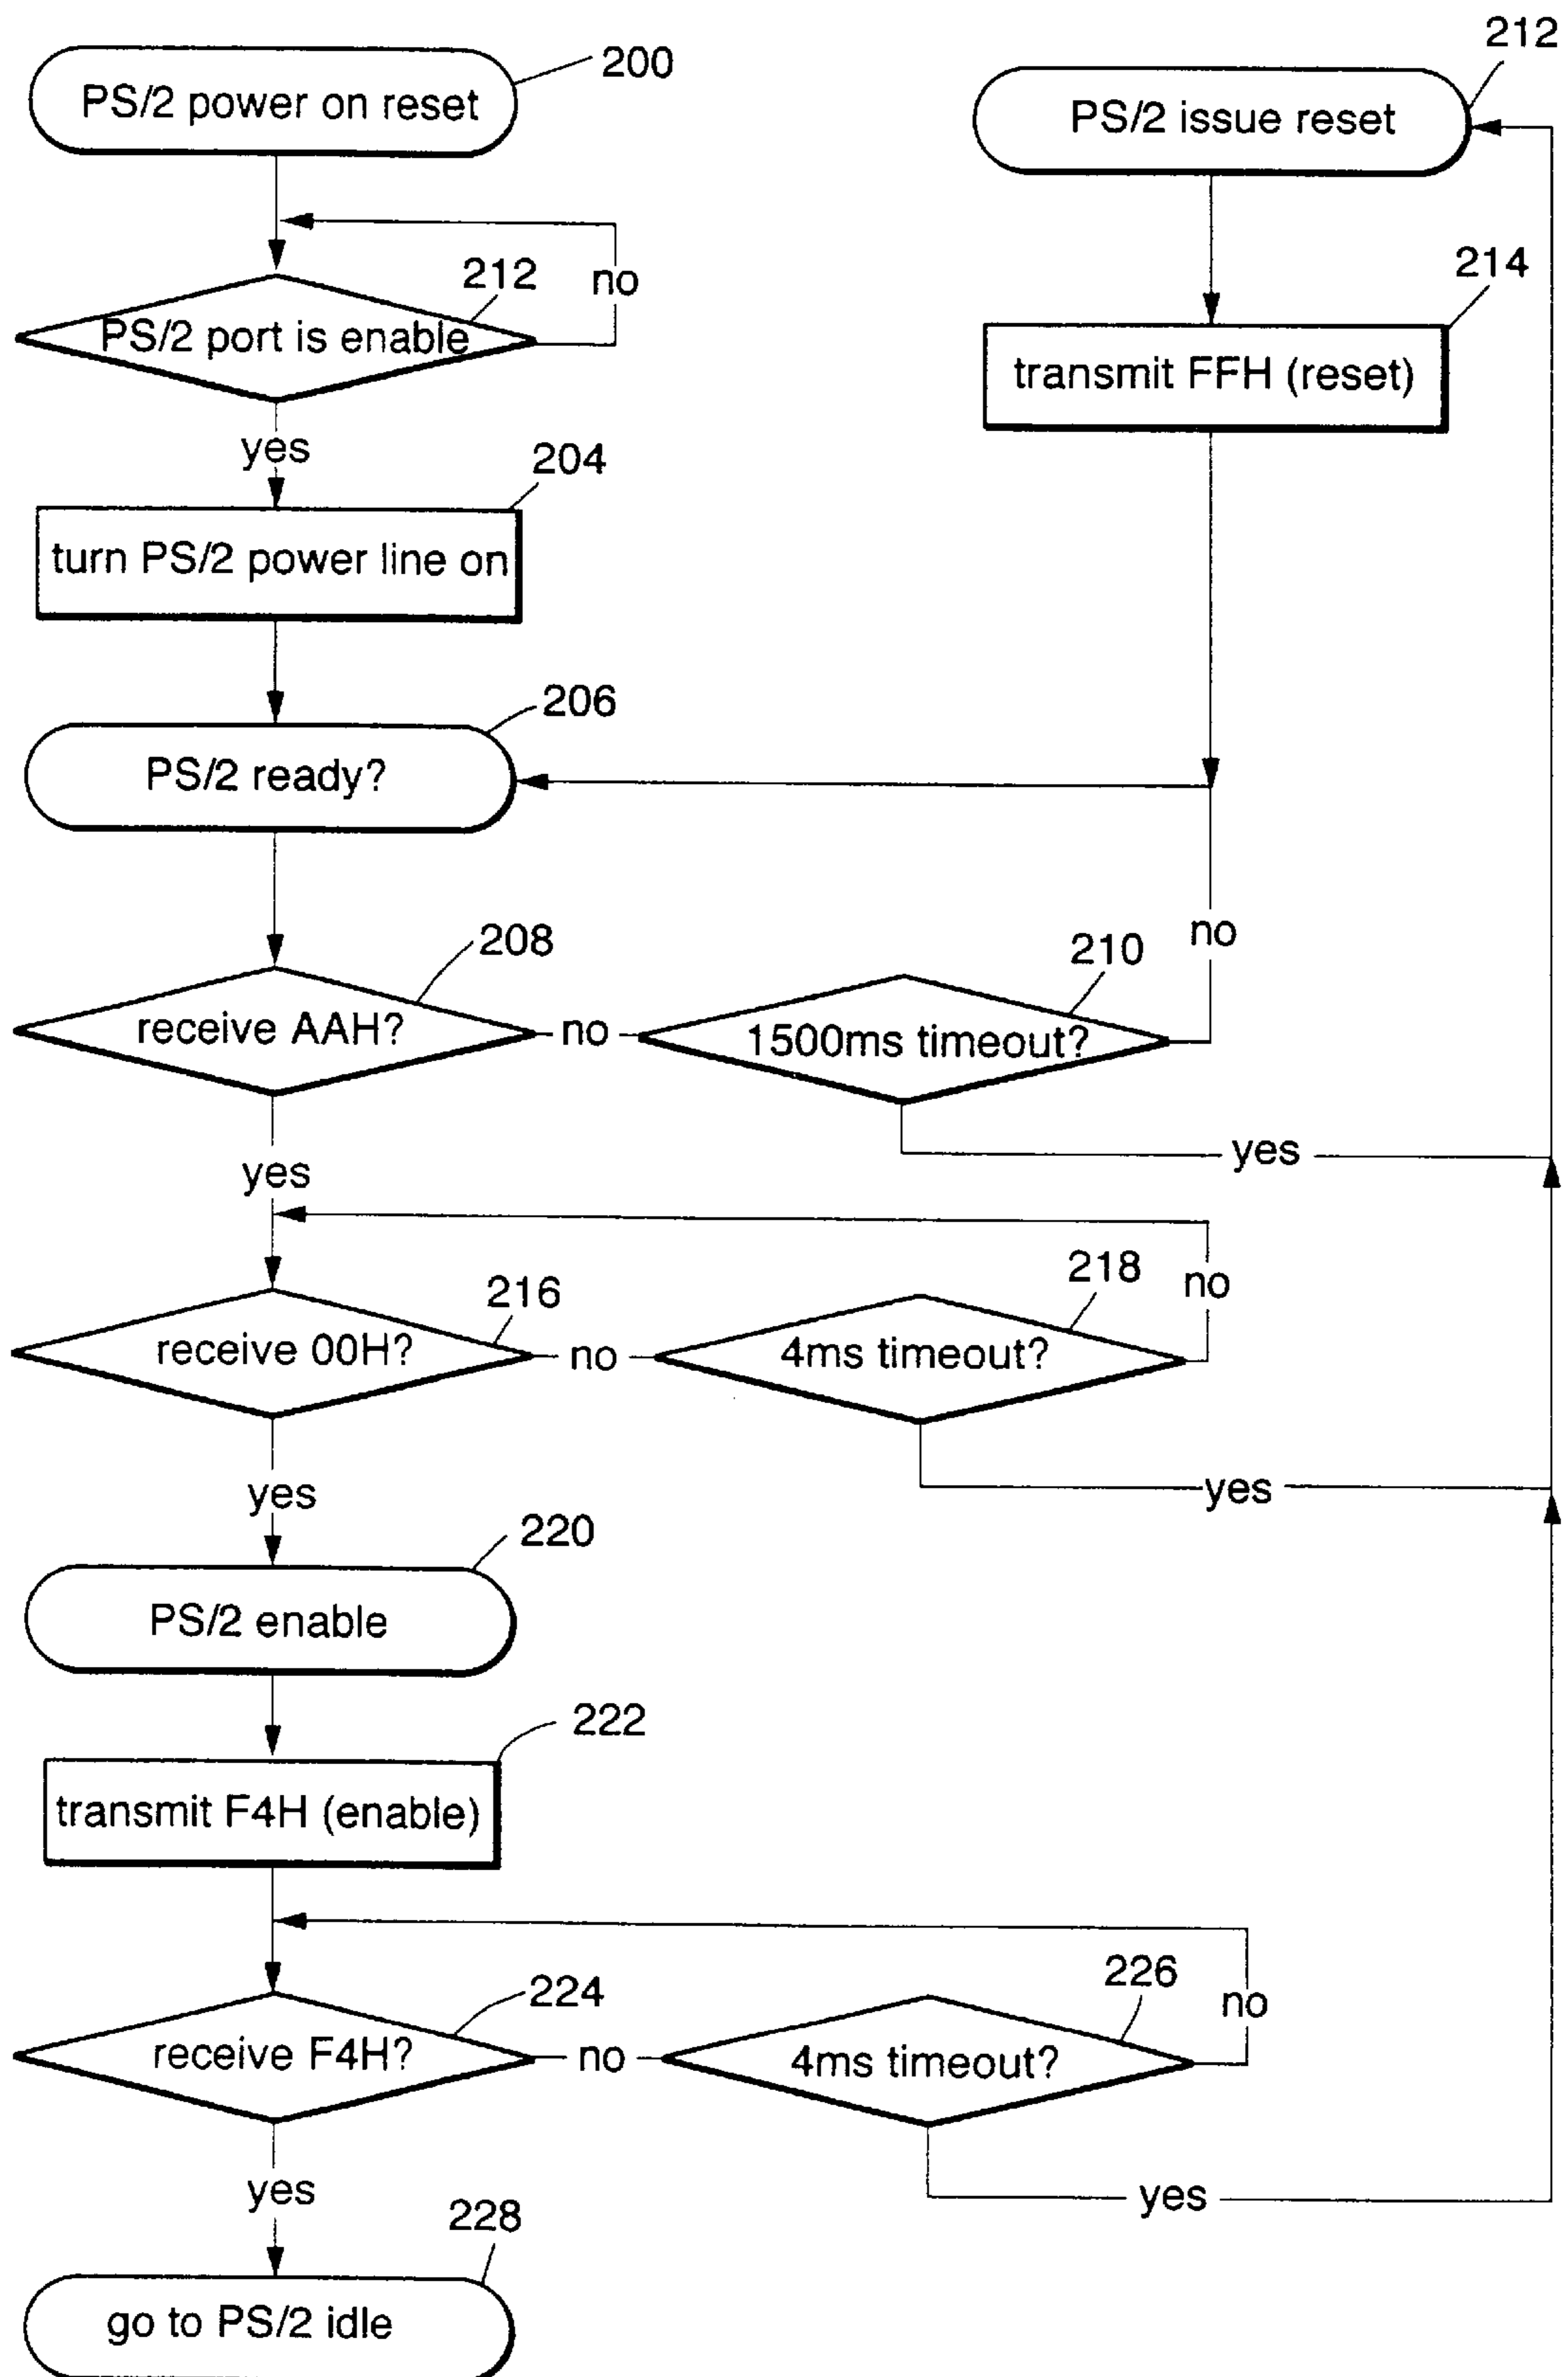 200
PS/2 power on reset
212
PS/2 issue reset
212
no
PS/2 port is enable
214
transmit FFH (reset)
yes
204
turn PS/2 power line on
206
PS/2 ready?
208
receive AAH?
no
210
1500ms timeout?
no
yes
yes
216
receive 00H?
no
218
4ms timeout?
no
yes
yes
220
PS/2 enable
222
transmit F4H (enable)
224
receive F4H?
no
226
4ms timeout?
no
yes
yes
228
go to PS/2 idle